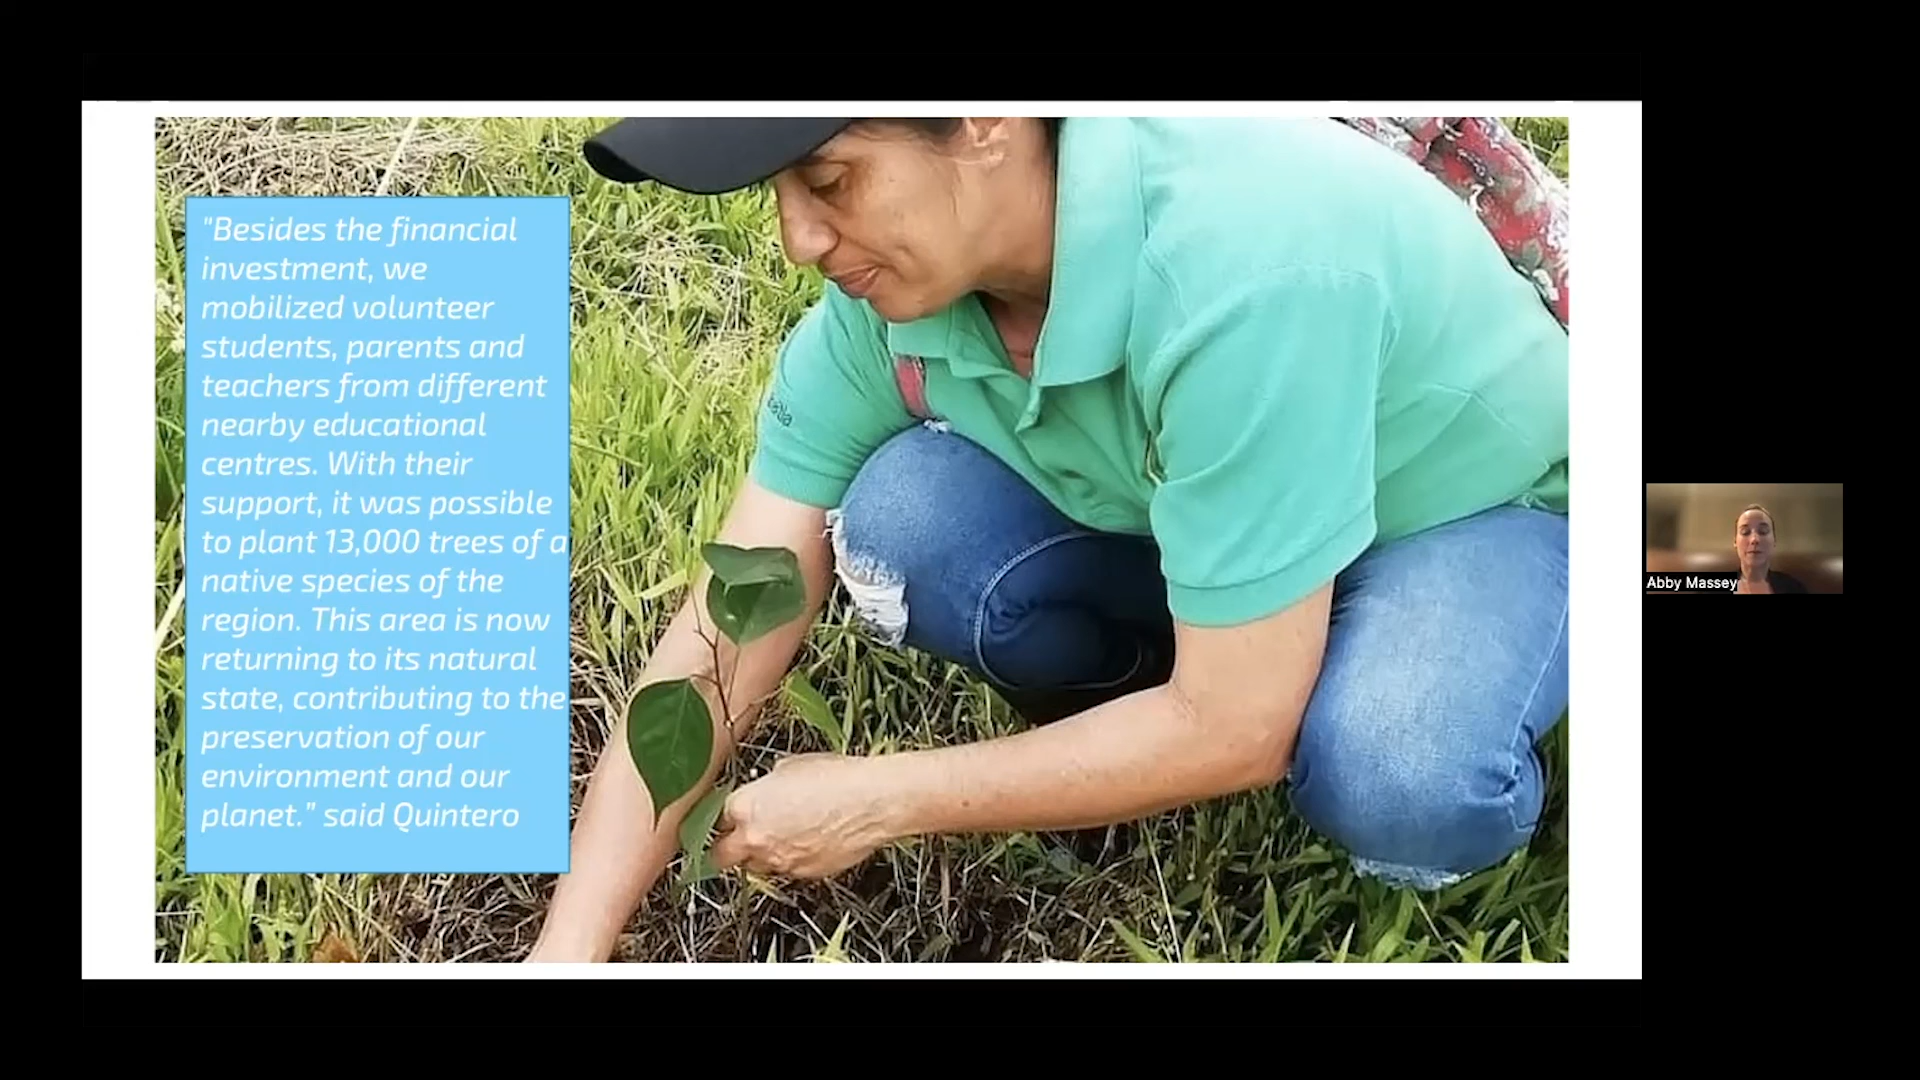 "Besides the financial
investment, we
mobilized volunteer
students, parents and
teachers from different
nearby educational
centres. With their
support, it was possible
to plant 13,000 trees of a
native species of the
region. This area is now
returning to its natural
state, contributing to the
preservation of our
environment and our
planet.” said Quintero
Abby Massey